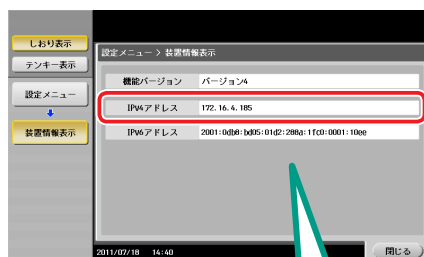 しおり表示
テンキー表示
設定メニュー
装置情報表示
設定メニュー > 装置情報表示
機能バージョン バージョン4
IPv4アドレス 172.16.4.185
IPv6アドレス 2001:0db8:bd05:01d2:288a:1fc0:0001:10ee
2011/07/18 14:40
閉じる